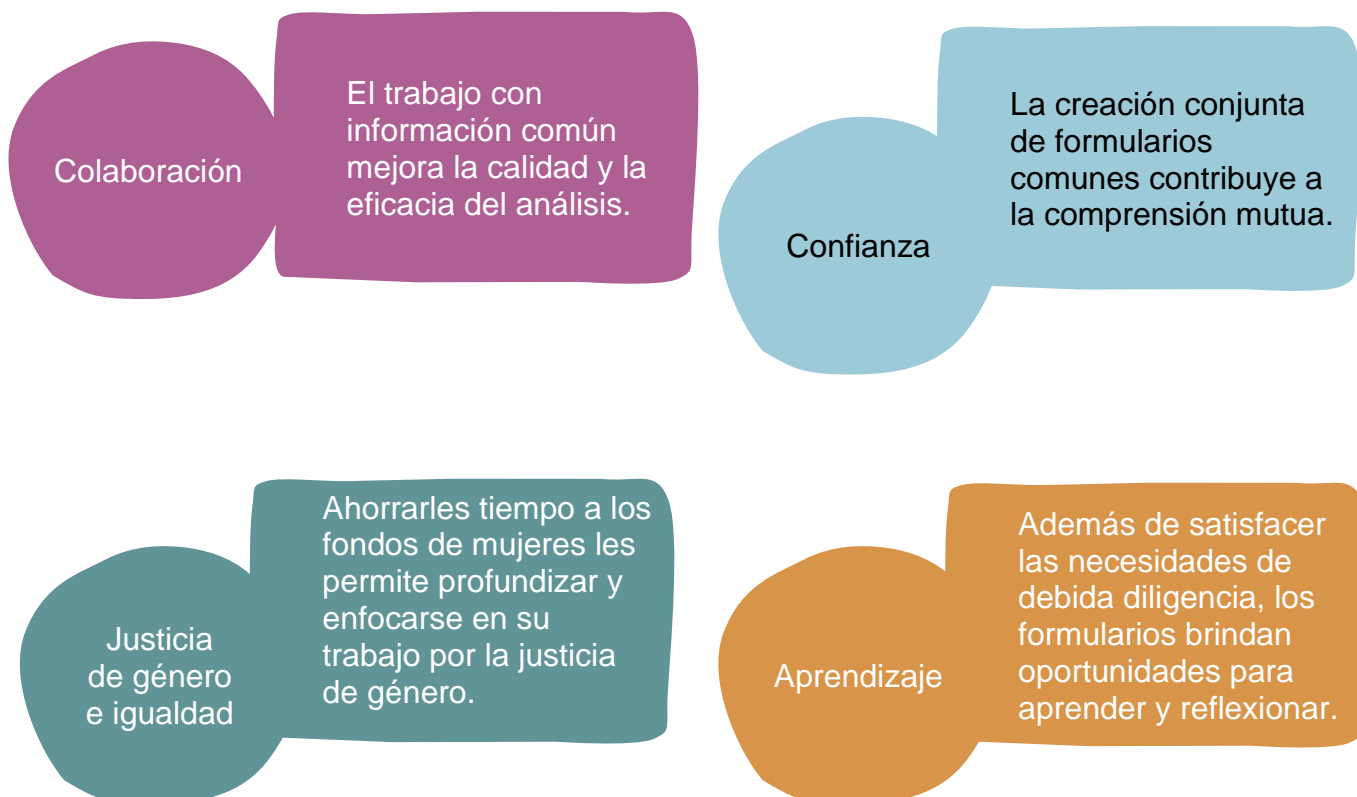 Colaboración
El trabajo con
información común
mejora la calidad y la
eficacia del análisis.
Confianza
La creación conjunta
de formularios
comunes contribuye a
la comprensión mutua.
Justicia
de género
e igualdad
Ahorrarles tiempo a los
fondos de mujeres les
permite profundizar y
enfocarse en su
trabajo por la justicia
de género.
Aprendizaje
Además de satisfacer
las necesidades de
debida diligencia, los
formularios brindan
oportunidades para
aprender y reflexionar.